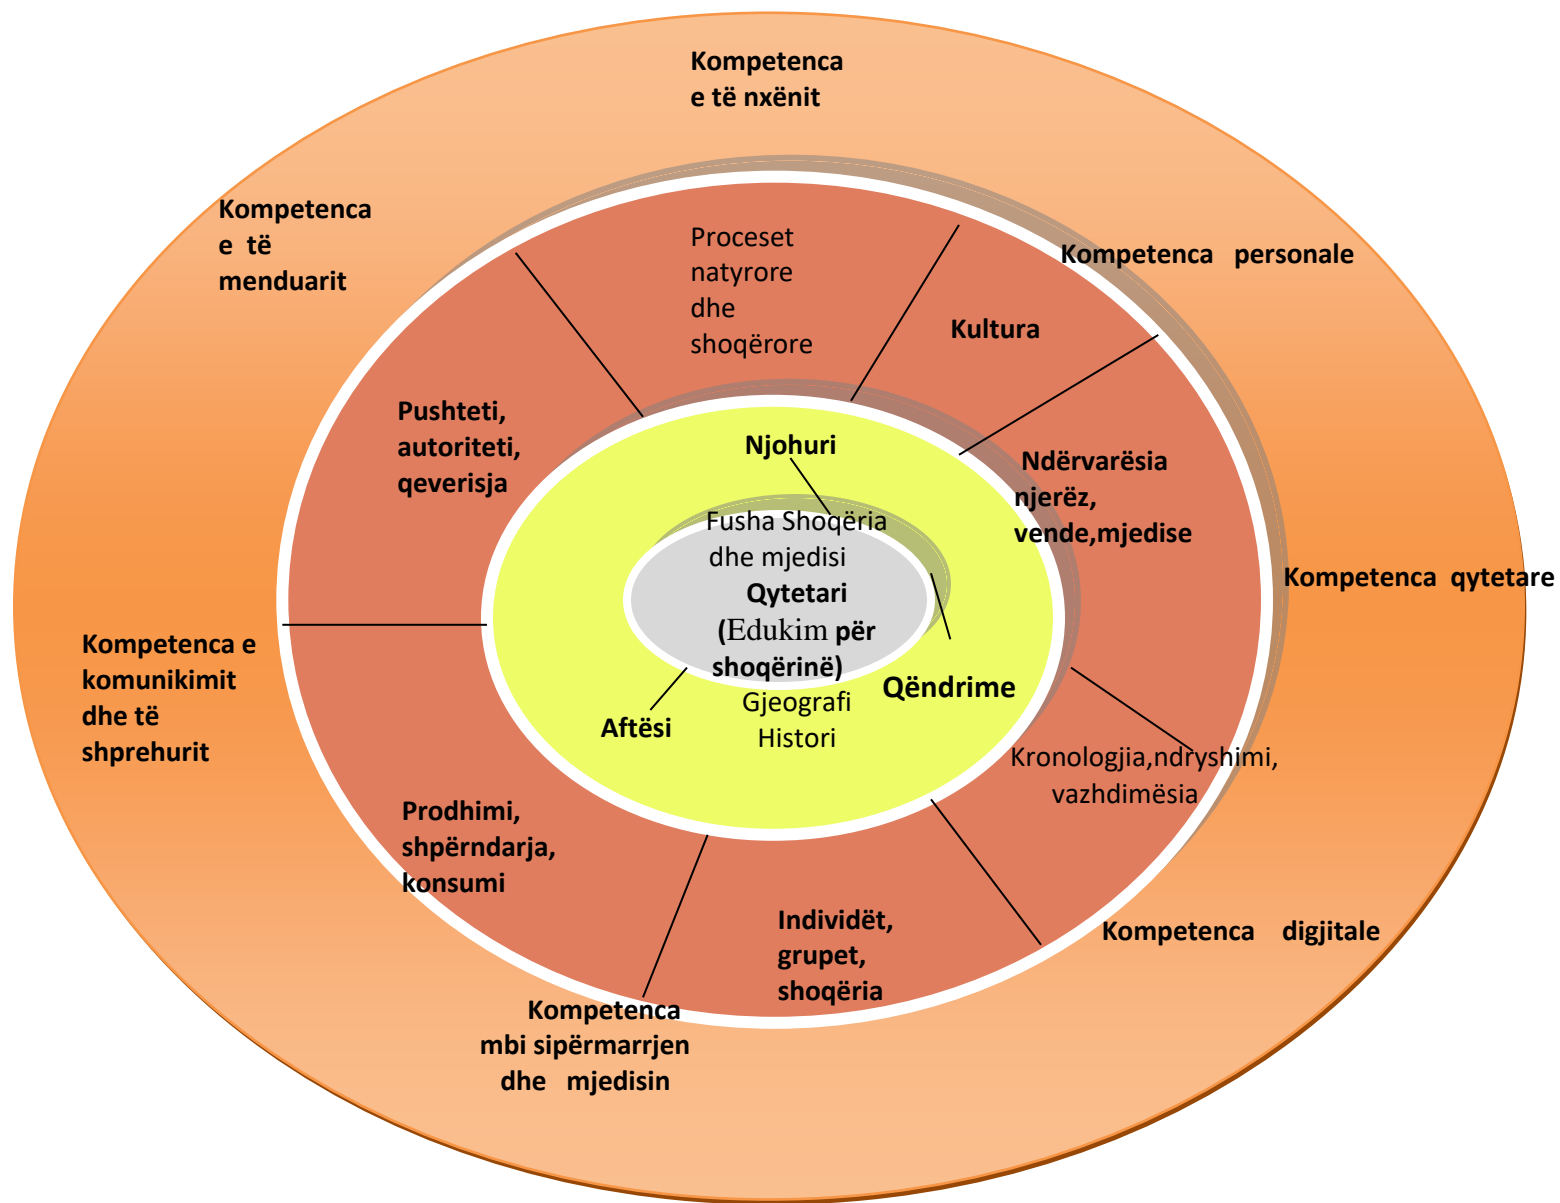 Kompetenca
e të nxënit
Kompetenca
e të
menduarit
Kompetenca personale
Proceset
natyrore
dhe
shoqërore
Kultura
Pushteti,
autoriteti,
qeverisja
Njohuri
Ndërvarësia
njerëz,
vende,mjedise
Fusha Shoqëria
dhe mjedisi
Qytetari
(Edukim për
shoqërinë)
Gjeografi
Histori
Kompetenca qytetare
Kompetenca e
komunikimit
dhe të
shprehurit
Qëndrime
Aftësi
Kronologjia,ndryshimi,
vazhdimësia
Prodhimi,
shpërndarja,
konsumi
Individët,
grupet,
shoqëria
Kompetenca digjitale
Kompetenca
mbi sipërmarrjen
dhe mjedisin